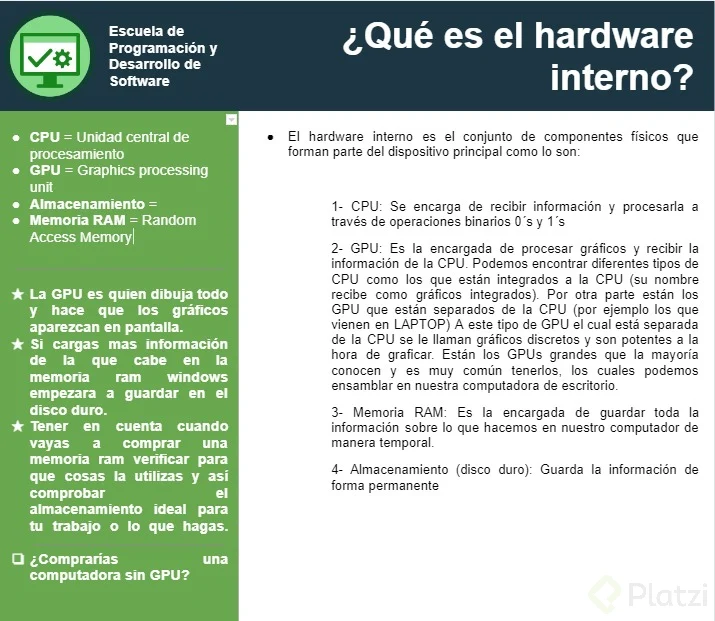 Escuela de
Programación y
Desarrollo de
Software
¿Qué es el hardware
interno?
● CPU = Unidad central de
procesamiento
● GPU = Graphics processing
unit
● Almacenamiento =
● Memoria RAM = Random
Access Memory
★ La GPU es quien dibuja todo
y hace que los gráficos
aparezcan en pantalla.
★ Si cargas mas información
de la que cabe en la
memoria ram windows
empezara a guardar en el
disco duro.
★ Tener en cuenta cuando
vayas a comprar una
memoria ram verificar para
que cosas la utilizas y así
comprobar el
almacenamiento ideal para
tu trabajo o lo que hagas.
❏ ¿Comprarías una
computadora sin GPU?
● El hardware interno es el conjunto de componentes físicos que
forman parte del dispositivo principal como lo son:
1- CPU: Se encarga de recibir información y procesarla a
través de operaciones binarios 0´s y 1´s
2- GPU: Es la encargada de procesar gráficos y recibir la
información de la CPU. Podemos encontrar diferentes tipos de
CPU como los que están integrados a la CPU (su nombre
recibe como gráficos integrados). Por otra parte están los
GPU que están separados de la CPU (por ejemplo los que
vienen en LAPTOP) A este tipo de GPU el cual está separada
de la CPU se le llaman gráficos discretos y son potentes a la
hora de graficar. Están los GPUs grandes que la mayoría
conocen y es muy común tenerlos, los cuales podemos
ensamblar en nuestra computadora de escritorio.
3- Memoria RAM: Es la encargada de guardar toda la
información sobre lo que hacemos en nuestro computador de
manera temporal.
4- Almacenamiento (disco duro): Guarda la información de
forma permanente
Platzi